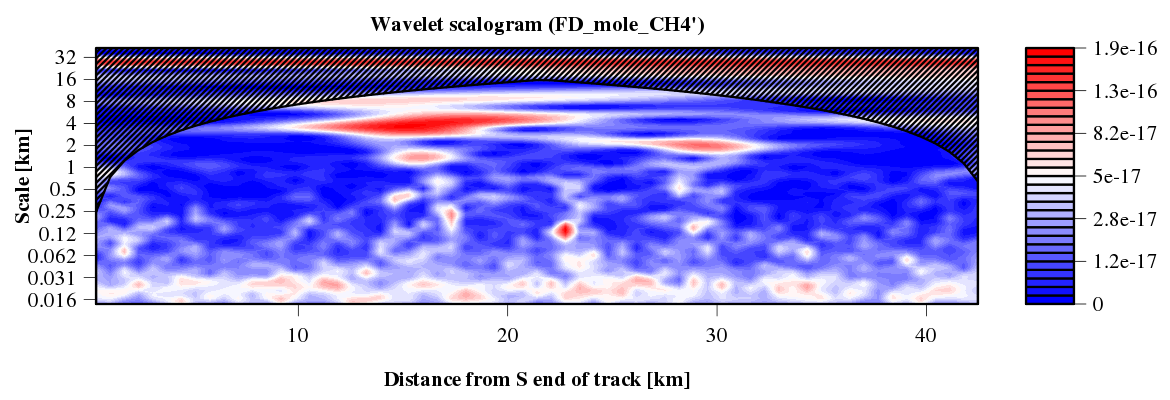 Wavelet scalogram (FD_mole_CH4')
Scale [km]
32
16
8
4
2
1
0.5
0.25
0.12
0.062
0.031
0.016
10
20
30
40
Distance from S end of track [km]
1.9e-16
1.3e-16
8.2e-17
5e-17
2.8e-17
1.2e-17
0